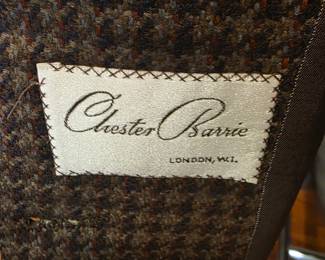 Chester Barrie
LONDON, W.1.